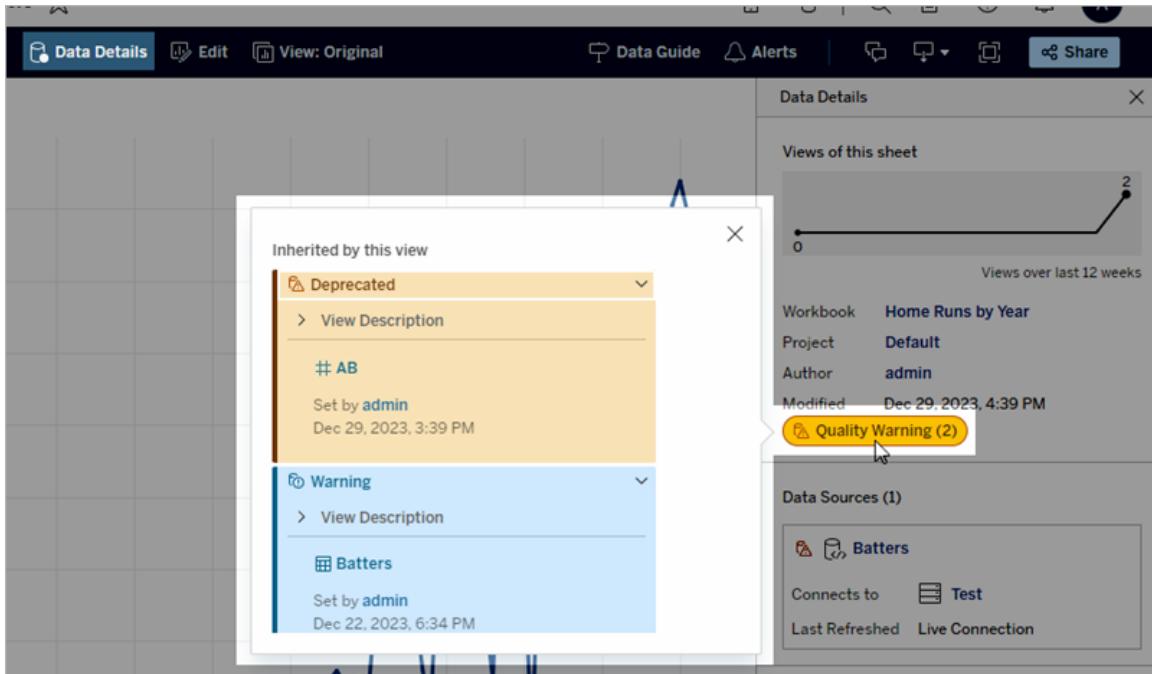 Data Details
Edit
View: Original
Data Guide
Alerts
Share
Data Details
Views of this sheet
2
0
Views over last 12 weeks
Workbook Home Runs by Year
Project Default
Author admin
Modified Dec 29, 2023, 4:39 PM
Quality Warning (2)
Data Sources (1)
Batters
Connects to Test
Last Refreshed Live Connection
Inherited by this view
Deprecated
View Description
AB
Set by admin
Dec 29, 2023, 3:39 PM
Warning
View Description
Batters
Set by admin
Dec 22, 2023, 6:34 PM